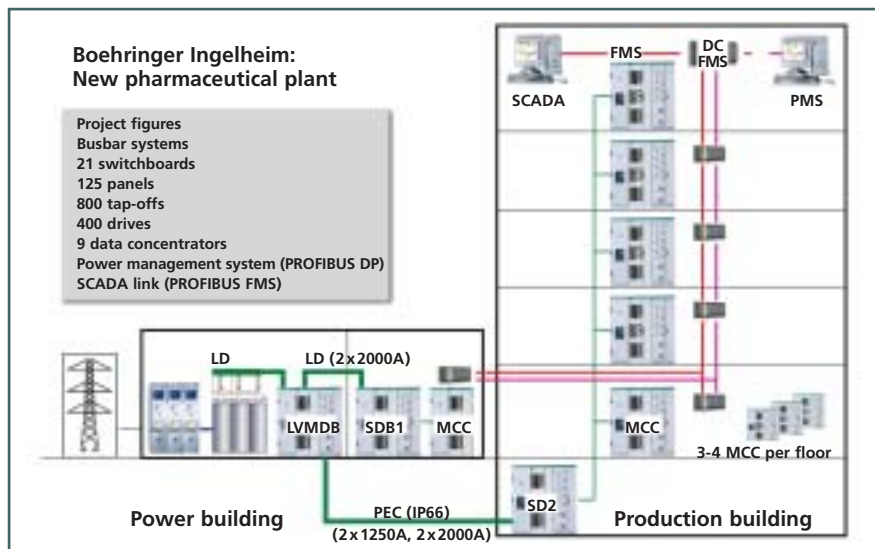 Boehringer Ingelheim:
New pharmaceutical plant
Project figures
Busbar systems
21 switchboards
125 panels
800 tap-offs
400 drives
9 data concentrators
Power management system (PROFIBUS DP)
SCADA link (PROFIBUS FMS)
SCADA
FMS
DC
FMS
PMS
LD
LD (2x2000A)
LVMDB
SDB1
MCC
MCC
3-4 MCC per floor
SD2
Power building
PEC (IP66)
(2x1250A, 2x2000A)
Production building